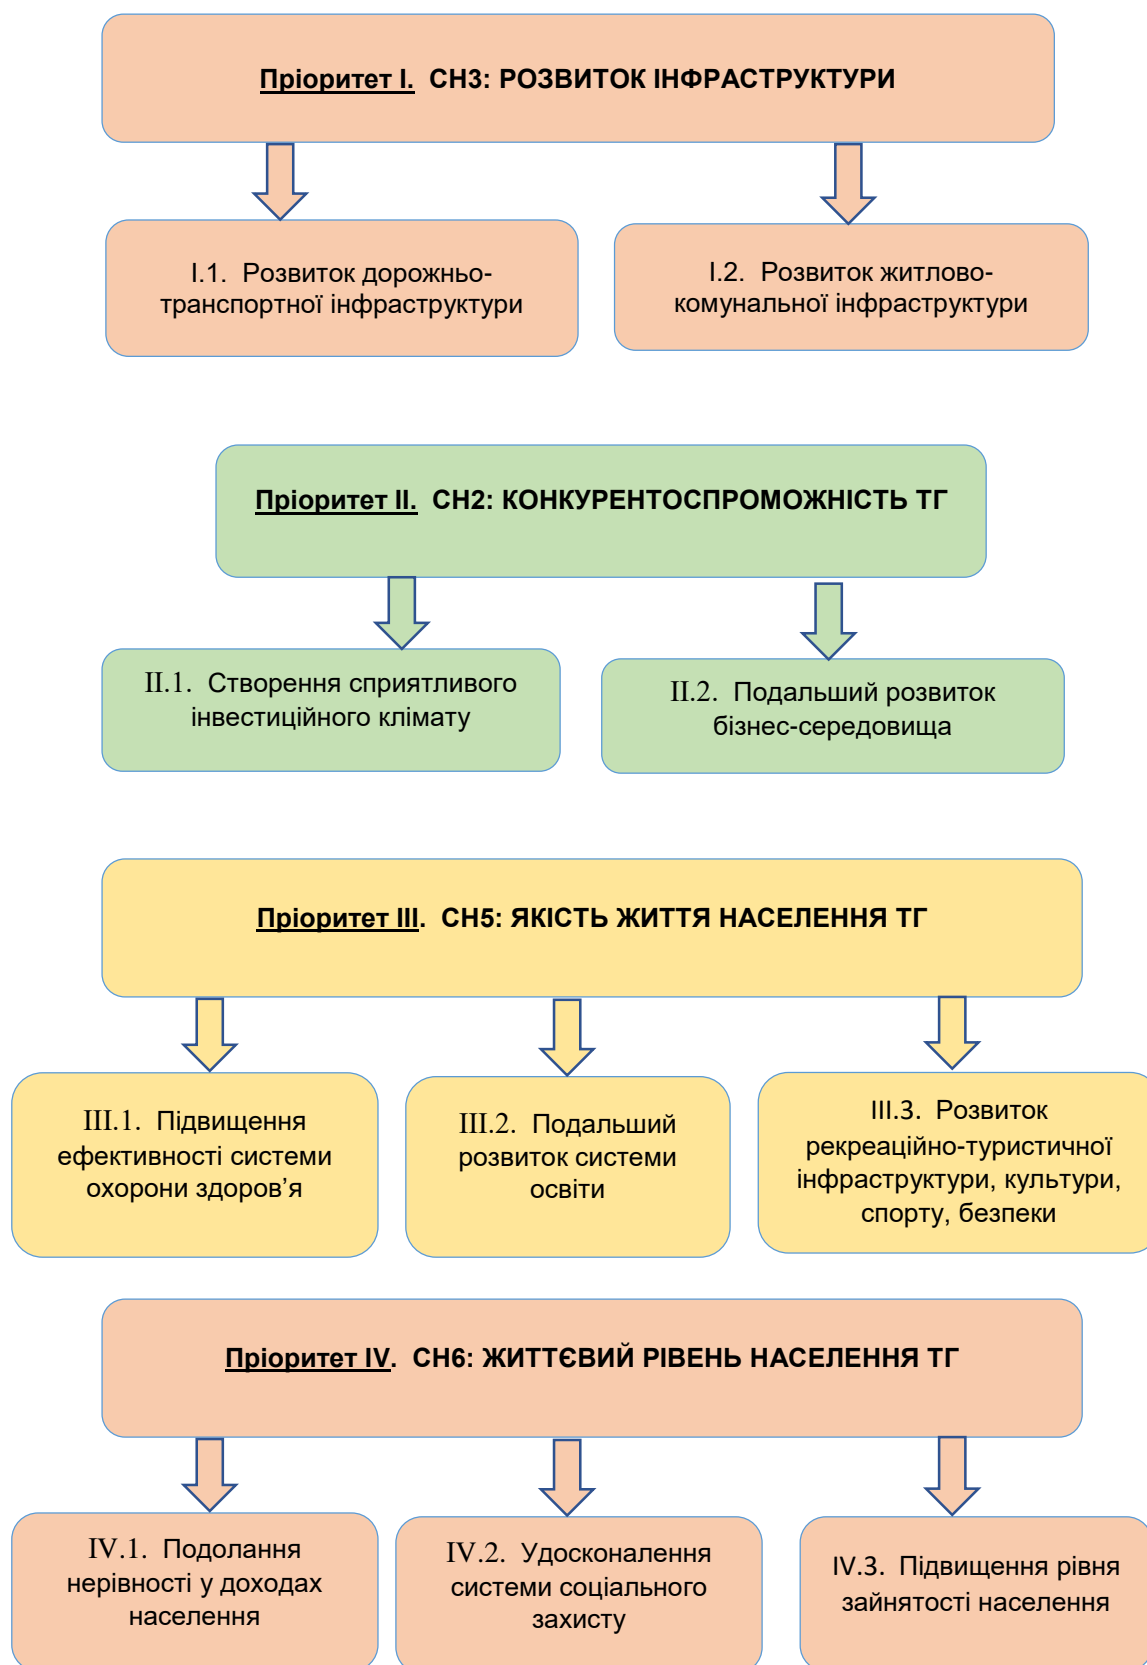 Пріоритет І. СН3: РОЗВИТОК ІНФРАСТРУКТУРИ
І.1. Розвиток дорожньо-
транспортної інфраструктури
І.2. Розвиток житлово-
комунальної інфраструктури
Пріоритет ІІ. СН2: КОНКУРЕНТОСПРОМОЖНІСТЬ ТГ
ІІ.1. Створення сприятливого
інвестиційного клімату
ІІ.2. Подальший розвиток
бізнес-середовища
Пріоритет ІІІ. СН5: ЯКІСТЬ ЖИТТЯ НАСЕЛЕННЯ ТГ
ІІІ.1. Підвищення
ефективності системи
охорони здоров’я
ІІІ.2. Подальший
розвиток системи
освіти
ІІІ.3. Розвиток
рекреаційно-туристичної
інфраструктури, культури,
спорту, безпеки
Пріоритет IV. СН6: ЖИТТЄВИЙ РІВЕНЬ НАСЕЛЕННЯ ТГ
IV.1. Подолання
нерівності у доходах
населення
IV.2. Удосконалення
системи соціального
захисту
IV.3. Підвищення рівня
зайнятості населення